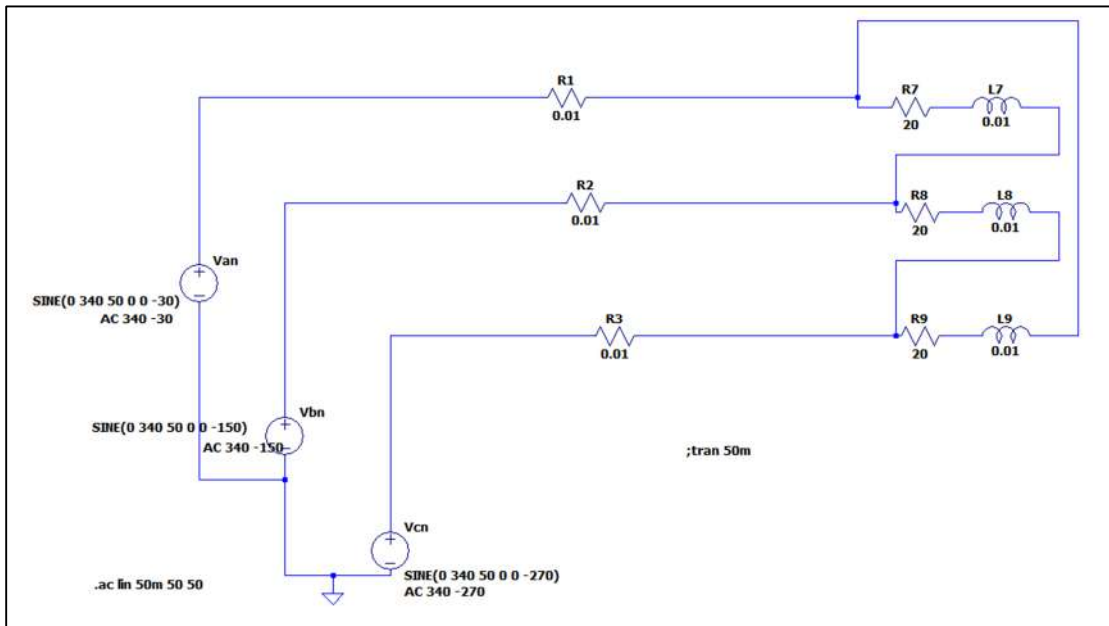 R1
0.01
R7
20
L7
0.01
R2
0.01
R8
20
L8
0.01
Van
SINE(0 340 50 0 0 -30)
AC 340 -30
R3
0.01
R9
20
L9
0.01
Vbn
SINE(0 340 50 0 0 -150)
AC 340 -150
;tran 50m
Vcn
SINE(0 340 50 0 0 -270)
AC 340 -270
.ac lin 50m 50 50